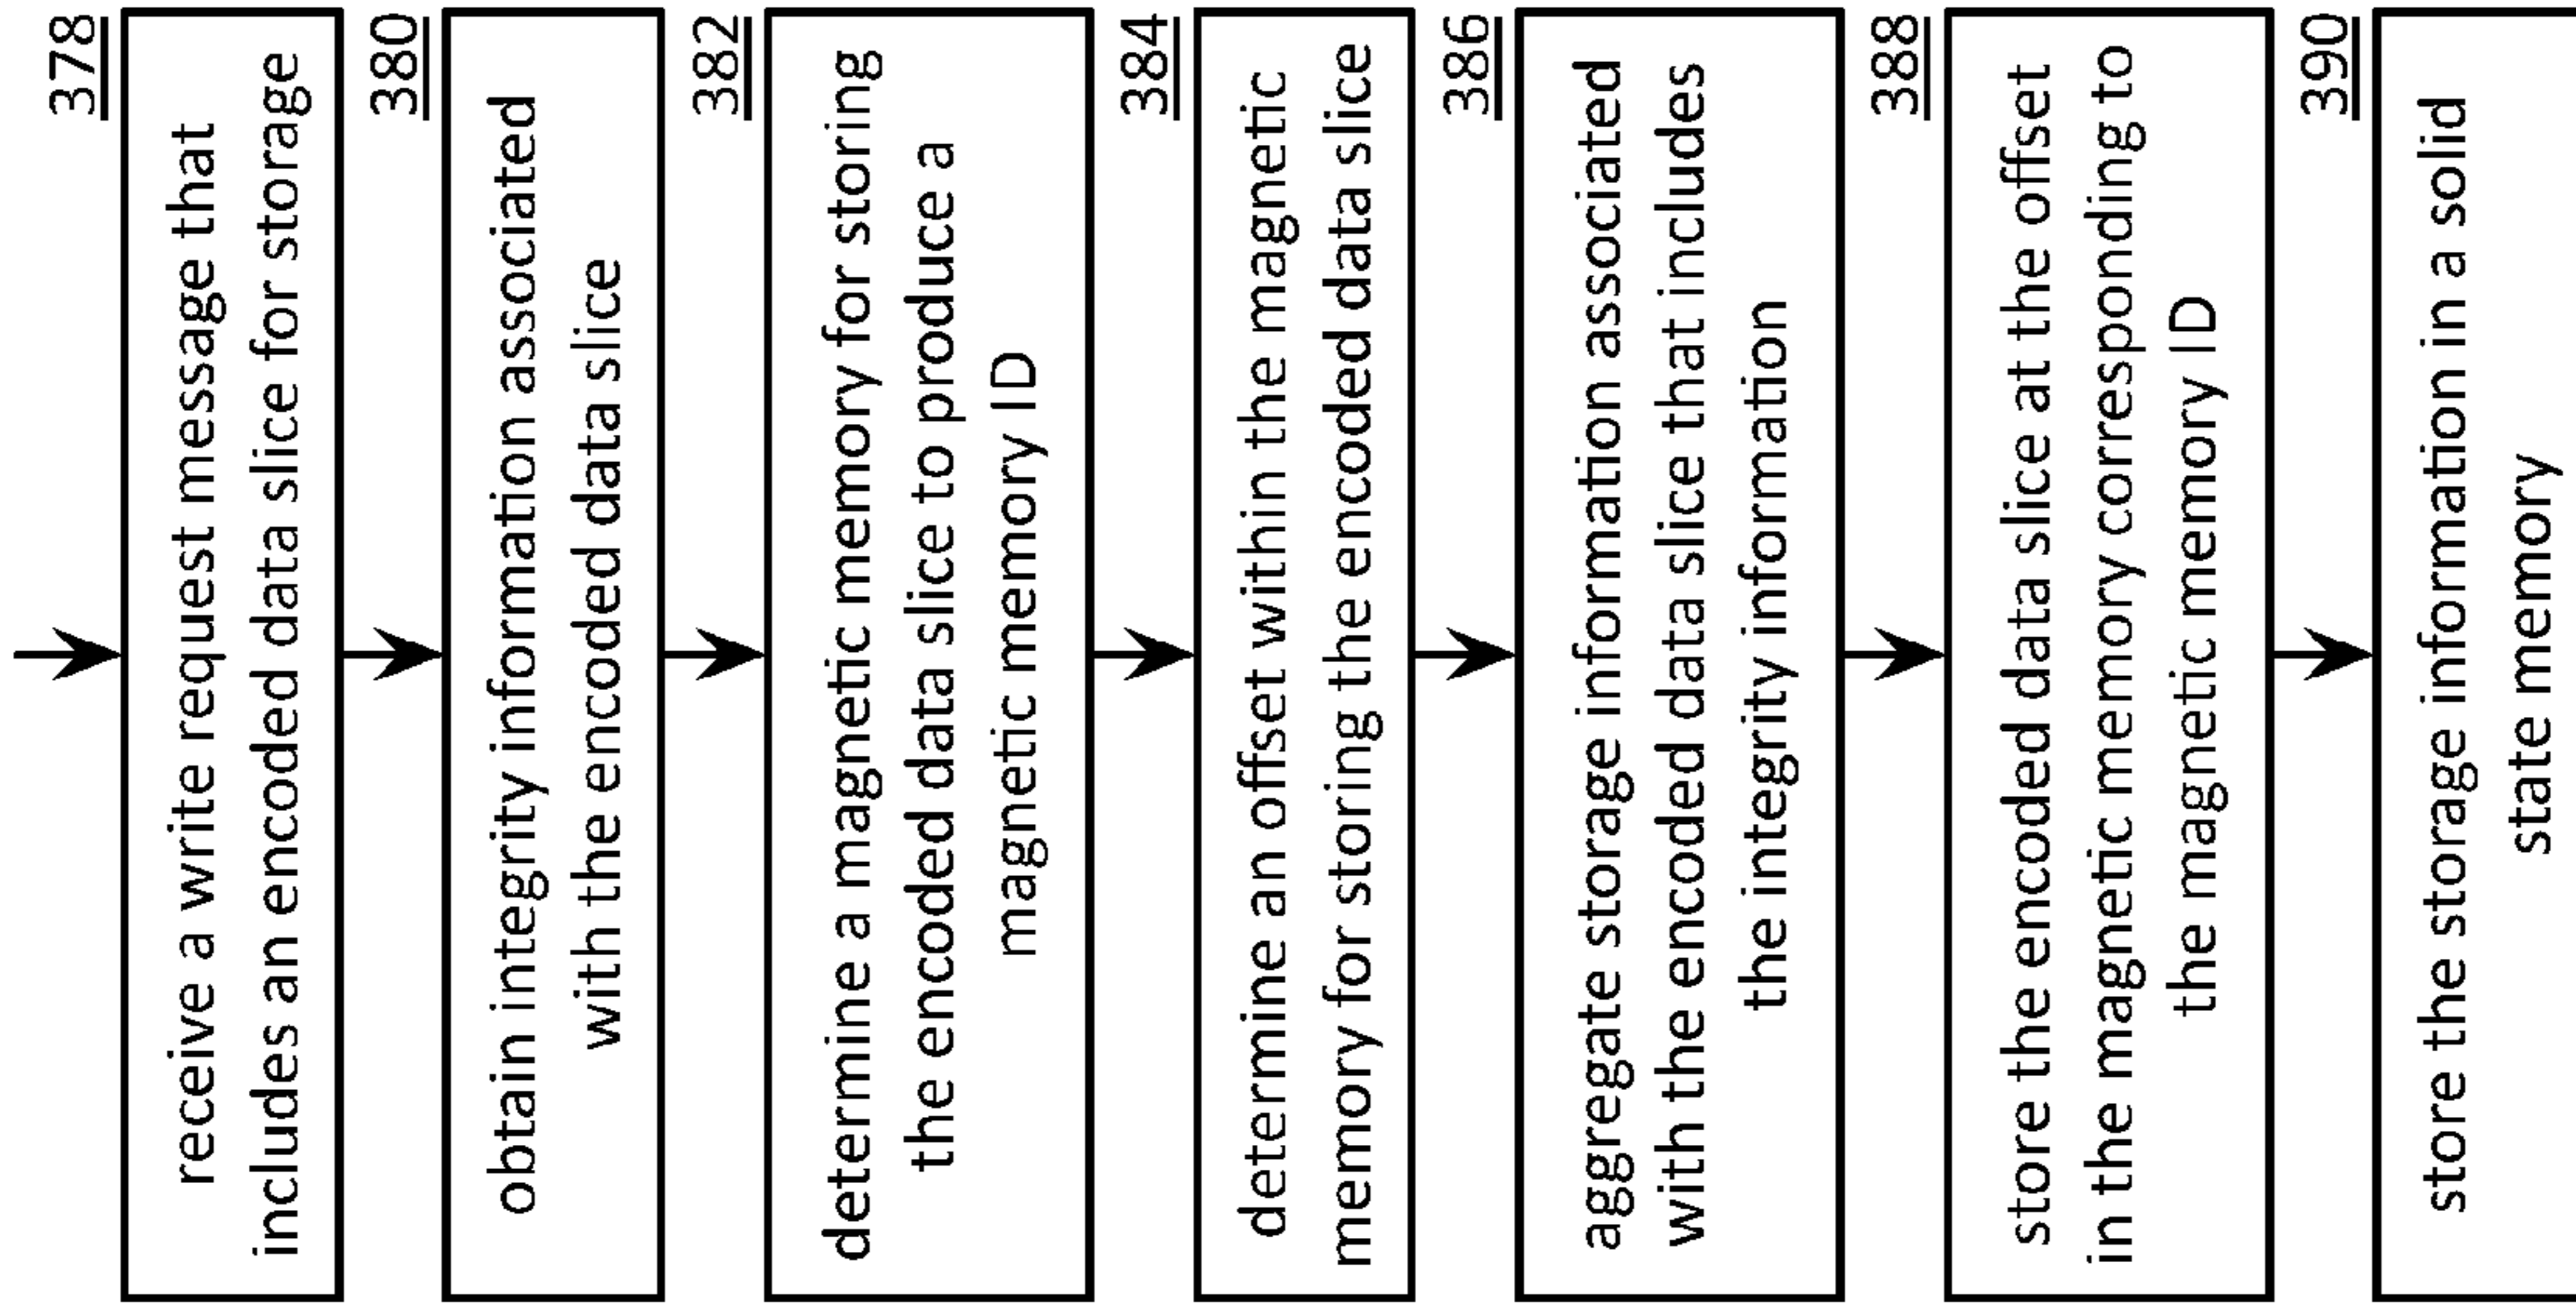 378
receive a write request message that
includes an encoded data slice for storage
380
obtain integrity information associated
with the encoded data slice
382
determine a magnetic memory for storing
the encoded data slice to produce a
magnetic memory ID
384
determine an offset within the magnetic
memory for storing the encoded data slice
386
aggregate storage information associated
with the encoded data slice that includes
the integrity information
388
store the encoded data slice at the offset
in the magnetic memory corresponding to
the magnetic memory ID
390
store the storage information in a solid
state memory